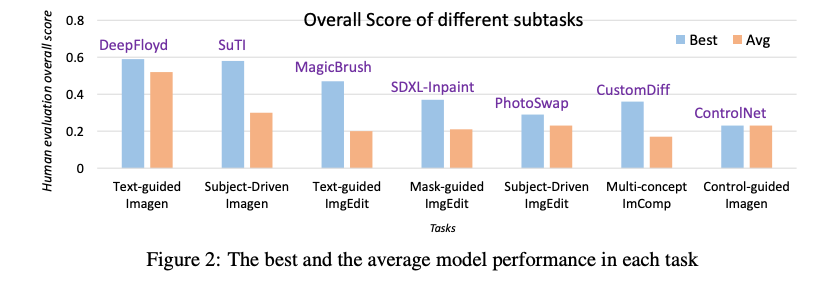 Overall Score of different subtasks
Best Avg
Human evaluation overall score
0.8
0.6
0.4
0.2
0
DeepFloyd
SuTI
MagicBrush
SDXL-Inpaint
PhotoSwap
CustomDiff
ControlNet
Text-guided
Imagen
Subject-Driven
Imagen
Text-guided
ImgEdit
Mask-guided
ImgEdit
Subject-Driven
ImgEdit
Multi-concept
ImComp
Control-guided
Imagen
Tasks
Figure 2: The best and the average model performance in each task